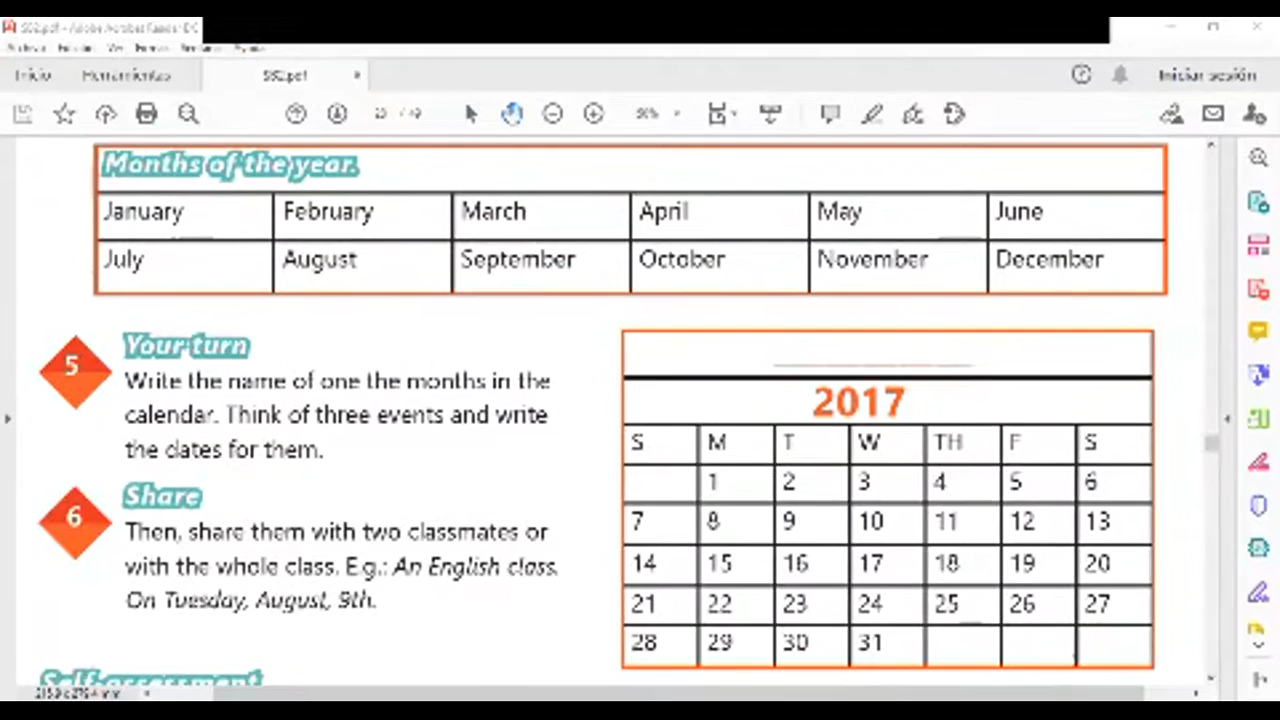 Inicio Herramientas SS2.pdf Iniciar sesión
Months of the year.
January February March April May June
July August September October November December
5 Your turn
Write the name of one the months in the
calendar. Think of three events and write
the dates for them.
6 Share
Then, share them with two classmates or
with the whole class. E.g.: An English class.
On Tuesday, August, 9th.
2017
S M T W TH F S
1 2 3 4 5 6
7 8 9 10 11 12 13
14 15 16 17 18 19 20
21 22 23 24 25 26 27
28 29 30 31
Self-assessment